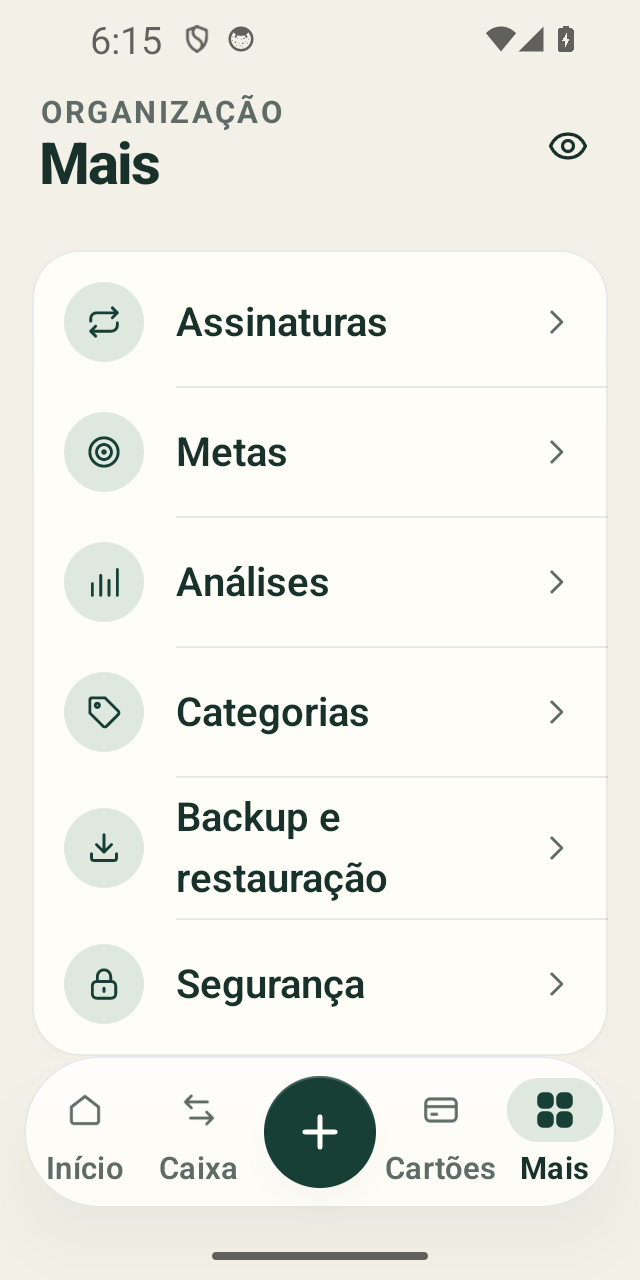 6:15
ORGANIZAÇÃO
Mais
Assinaturas
Metas
Análises
Categorias
Backup e
restauração
Segurança
Início
Caixa
Cartões
Mais